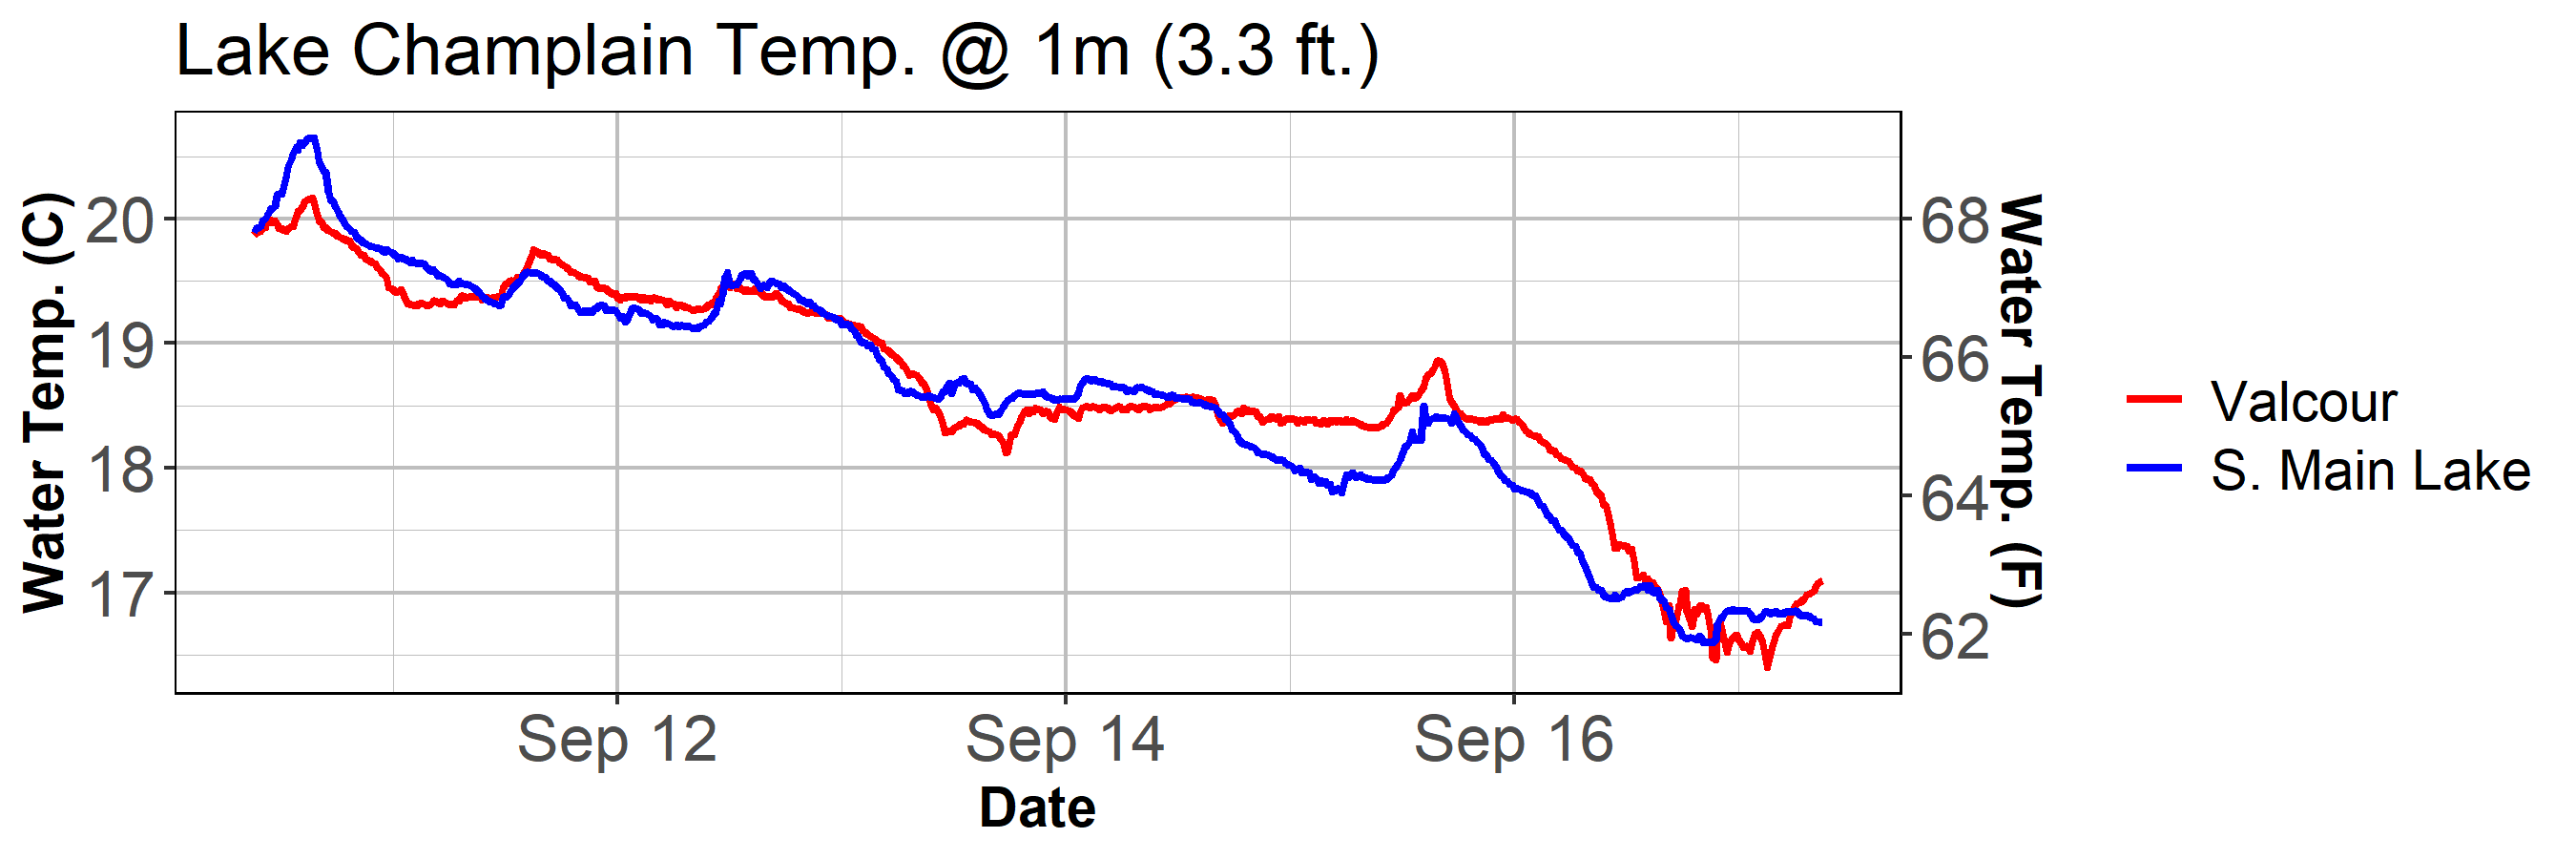 Lake Champlain Temp. @ 1m (3.3 ft.)
Water Temp. (C)
20
19
18
17
68
66
64
62
Water Temp. (F)
Sep 12
Sep 14
Sep 16
Date
Valcour
S. Main Lake